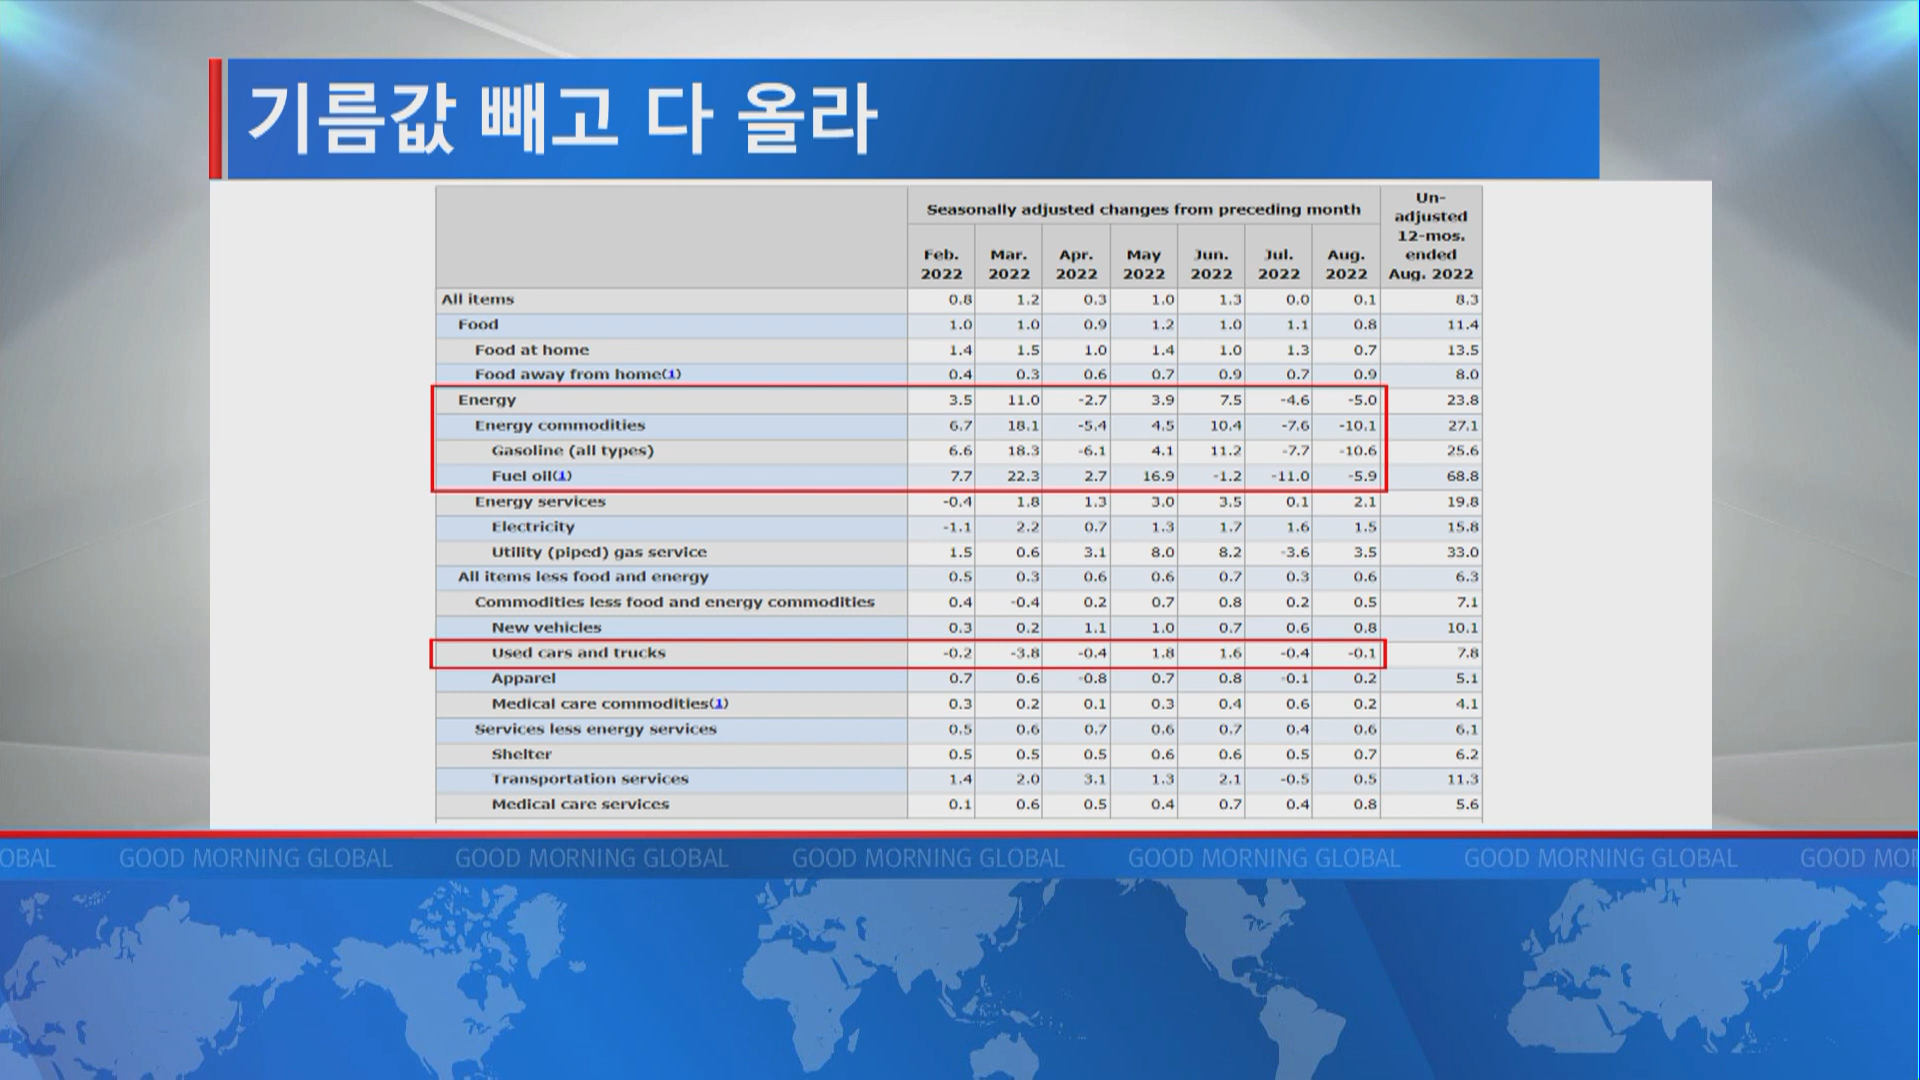 기름값 빼고 다 올라
Seasonally adjusted changes from preceding month
Un-
adjusted
12-mos.
ended
Aug. 2022
Feb. 2022 Mar. 2022 Apr. 2022 May 2022 Jun. 2022 Jul. 2022 Aug. 2022
All items 0.8 1.2 0.3 1.0 1.3 0.0 0.1 8.3
Food 1.0 1.0 0.9 1.2 1.0 1.1 0.8 11.4
Food at home 1.4 1.5 1.0 1.4 1.0 1.3 0.7 13.5
Food away from home(1) 0.4 0.3 0.6 0.7 0.9 0.7 0.9 8.0
Energy 3.5 11.0 -2.7 3.9 7.5 -4.6 -5.0 23.8
Energy commodities 6.7 18.1 -5.4 4.5 10.4 -7.6 -10.1 27.1
Gasoline (all types) 6.6 18.3 -6.1 4.1 11.2 -7.7 -10.6 25.6
Fuel oil(1) 7.7 22.3 2.7 16.9 -1.2 -11.0 -5.9 68.8
Energy services -0.4 1.8 1.3 3.0 3.5 0.1 2.1 19.8
Electricity -1.1 2.2 0.7 1.3 1.7 1.6 1.5 15.8
Utility (piped) gas service 1.5 0.6 3.1 8.0 8.2 -3.6 3.5 33.0
All items less food and energy 0.5 0.3 0.6 0.6 0.7 0.3 0.6 6.3
Commodities less food and energy commodities 0.4 -0.4 0.2 0.7 0.8 0.2 0.5 7.1
New vehicles 0.3 0.2 1.1 1.0 0.7 0.6 0.8 10.1
Used cars and trucks -0.2 -3.8 -0.4 1.8 1.6 -0.4 -0.1 7.8
Apparel 0.7 0.6 -0.8 0.7 0.8 -0.1 0.2 5.1
Medical care commodities(1) 0.3 0.2 0.1 0.3 0.4 0.6 0.2 4.1
Services less energy services 0.5 0.6 0.7 0.6 0.7 0.4 0.6 6.1
Shelter 0.5 0.5 0.5 0.6 0.6 0.5 0.7 6.2
Transportation services 1.4 2.0 3.1 1.3 2.1 -0.5 0.5 11.3
Medical care services 0.1 0.6 0.5 0.4 0.7 0.4 0.8 5.6
OBAL GOOD MORNING GLOBAL GOOD MORNING GLOBAL GOOD MORNING GLOBAL GOOD MORNING GLOBAL GOOD MORNING GLOBAL GOOD MOR